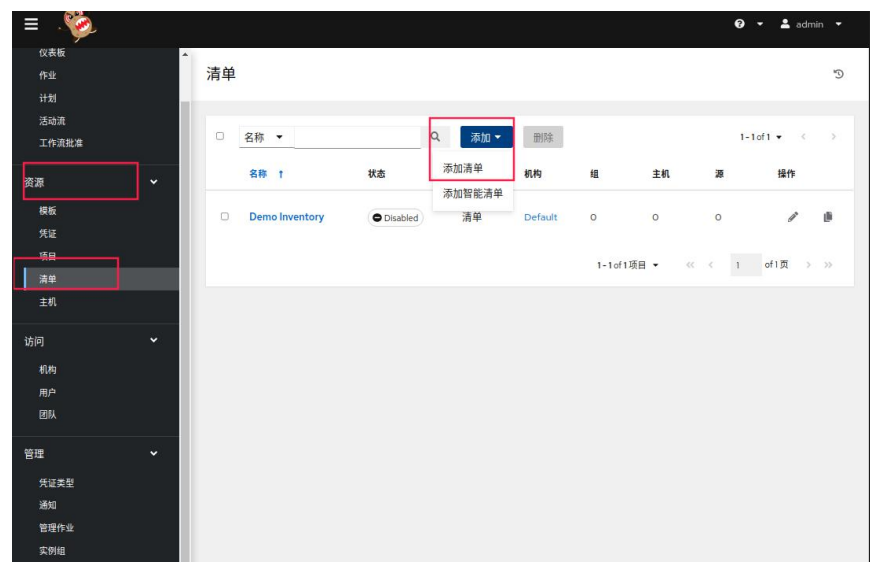 admin
仪表板
作业
计划
活动流
工作流批准
资源
模板
凭证
项目
清单
主机
访问
机构
用户
团队
管理
凭证类型
通知
管理作业
实例组
清单
名称 添加 删除 1-1 of 1
添加清单
添加智能清单
名称 状态 机构 组 主机 源 操作
Demo Inventory Disabled 清单 Default 0 0 0
1-1 of 1 项目 1 of 1 页